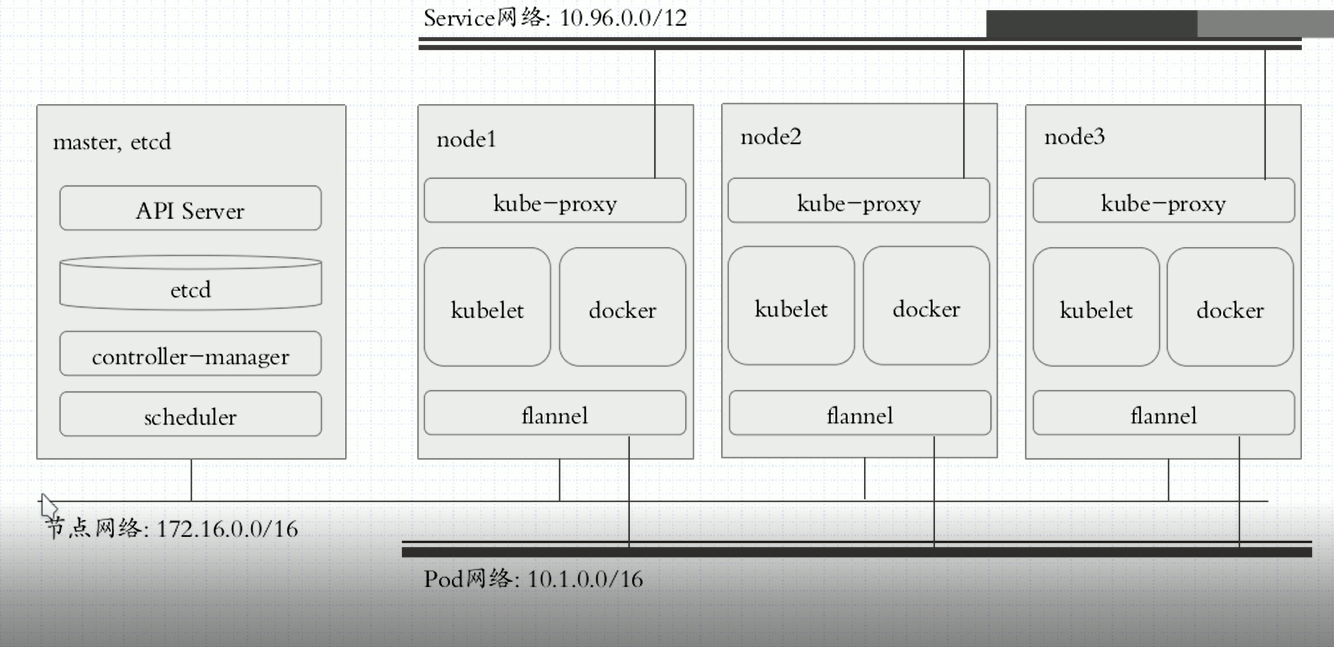 Service网络: 10.96.0.0/12
master, etcd
API Server
etcd
controller-manager
scheduler
node1
kube-proxy
kubelet
docker
flannel
node2
kube-proxy
kubelet
docker
flannel
node3
kube-proxy
kubelet
docker
flannel
节点网络: 172.16.0.0/16
Pod网络: 10.1.0.0/16